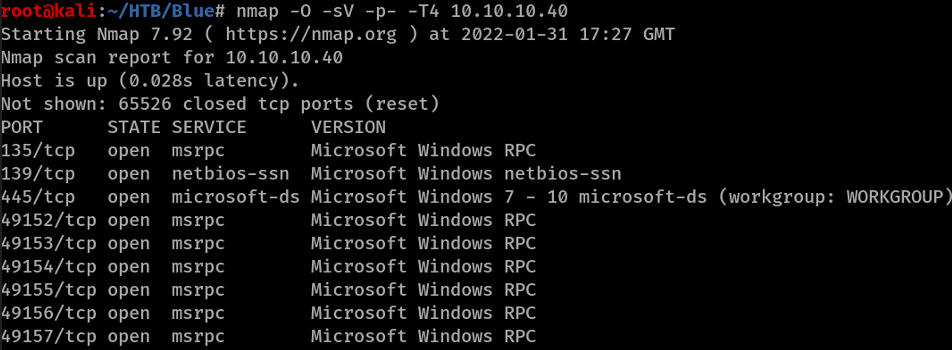 root@kali:~/HTB/Blue# nmap -O -sV -p- -T4 10.10.10.40
Starting Nmap 7.92 ( https://nmap.org ) at 2022-01-31 17:27 GMT
Nmap scan report for 10.10.10.40
Host is up (0.028s latency).
Not shown: 65526 closed tcp ports (reset)
PORT      STATE SERVICE      VERSION
135/tcp   open  msrpc        Microsoft Windows RPC
139/tcp   open  netbios-ssn  Microsoft Windows netbios-ssn
445/tcp   open  microsoft-ds Microsoft Windows 7 - 10 microsoft-ds (workgroup: WORKGROUP)
49152/tcp open  msrpc        Microsoft Windows RPC
49153/tcp open  msrpc        Microsoft Windows RPC
49154/tcp open  msrpc        Microsoft Windows RPC
49155/tcp open  msrpc        Microsoft Windows RPC
49156/tcp open  msrpc        Microsoft Windows RPC
49157/tcp open  msrpc        Microsoft Windows RPC